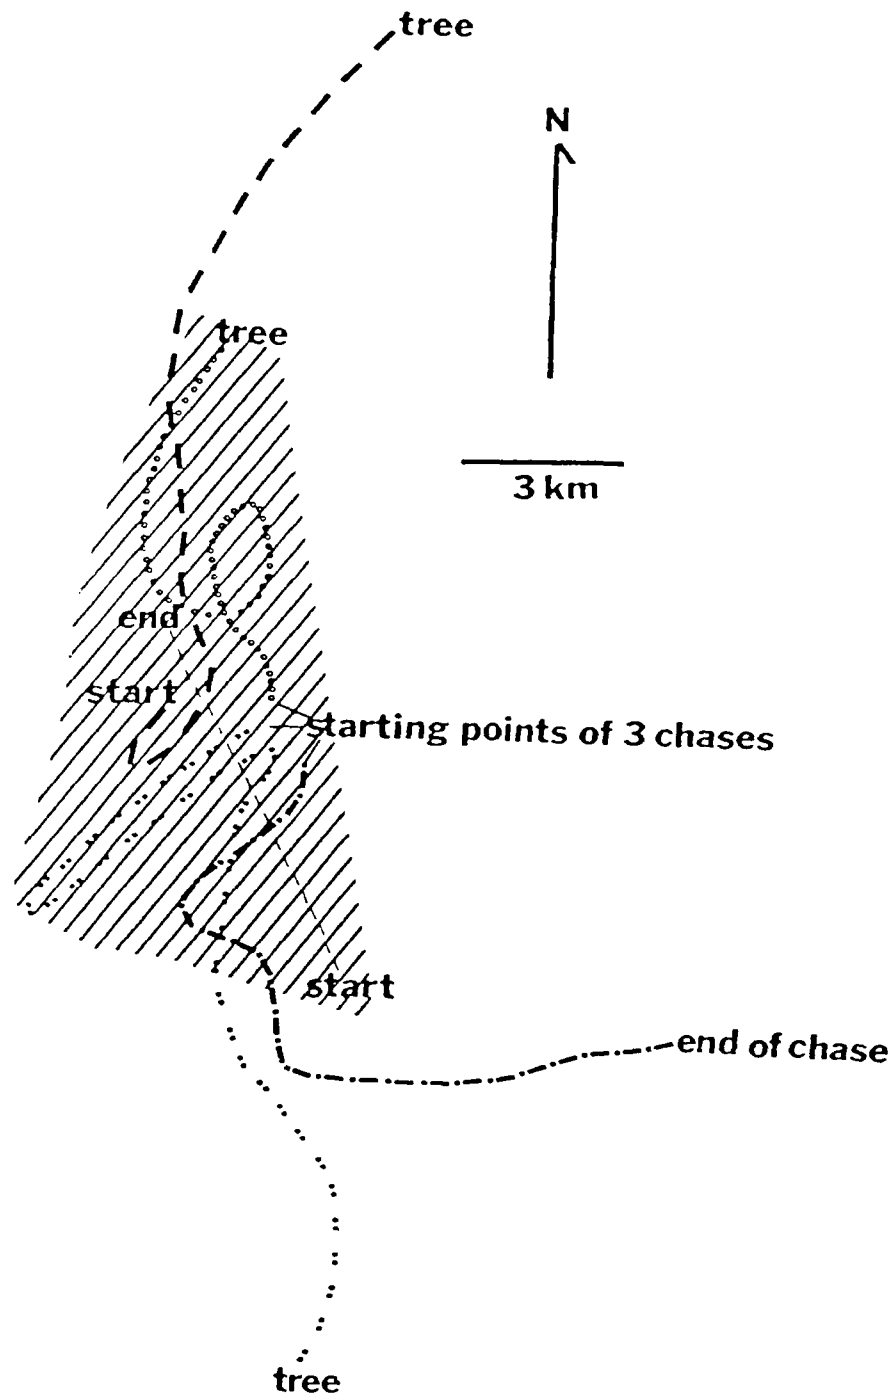 tree
N
tree
3 km
end
start
starting points of 3 chases
start
end of chase
tree